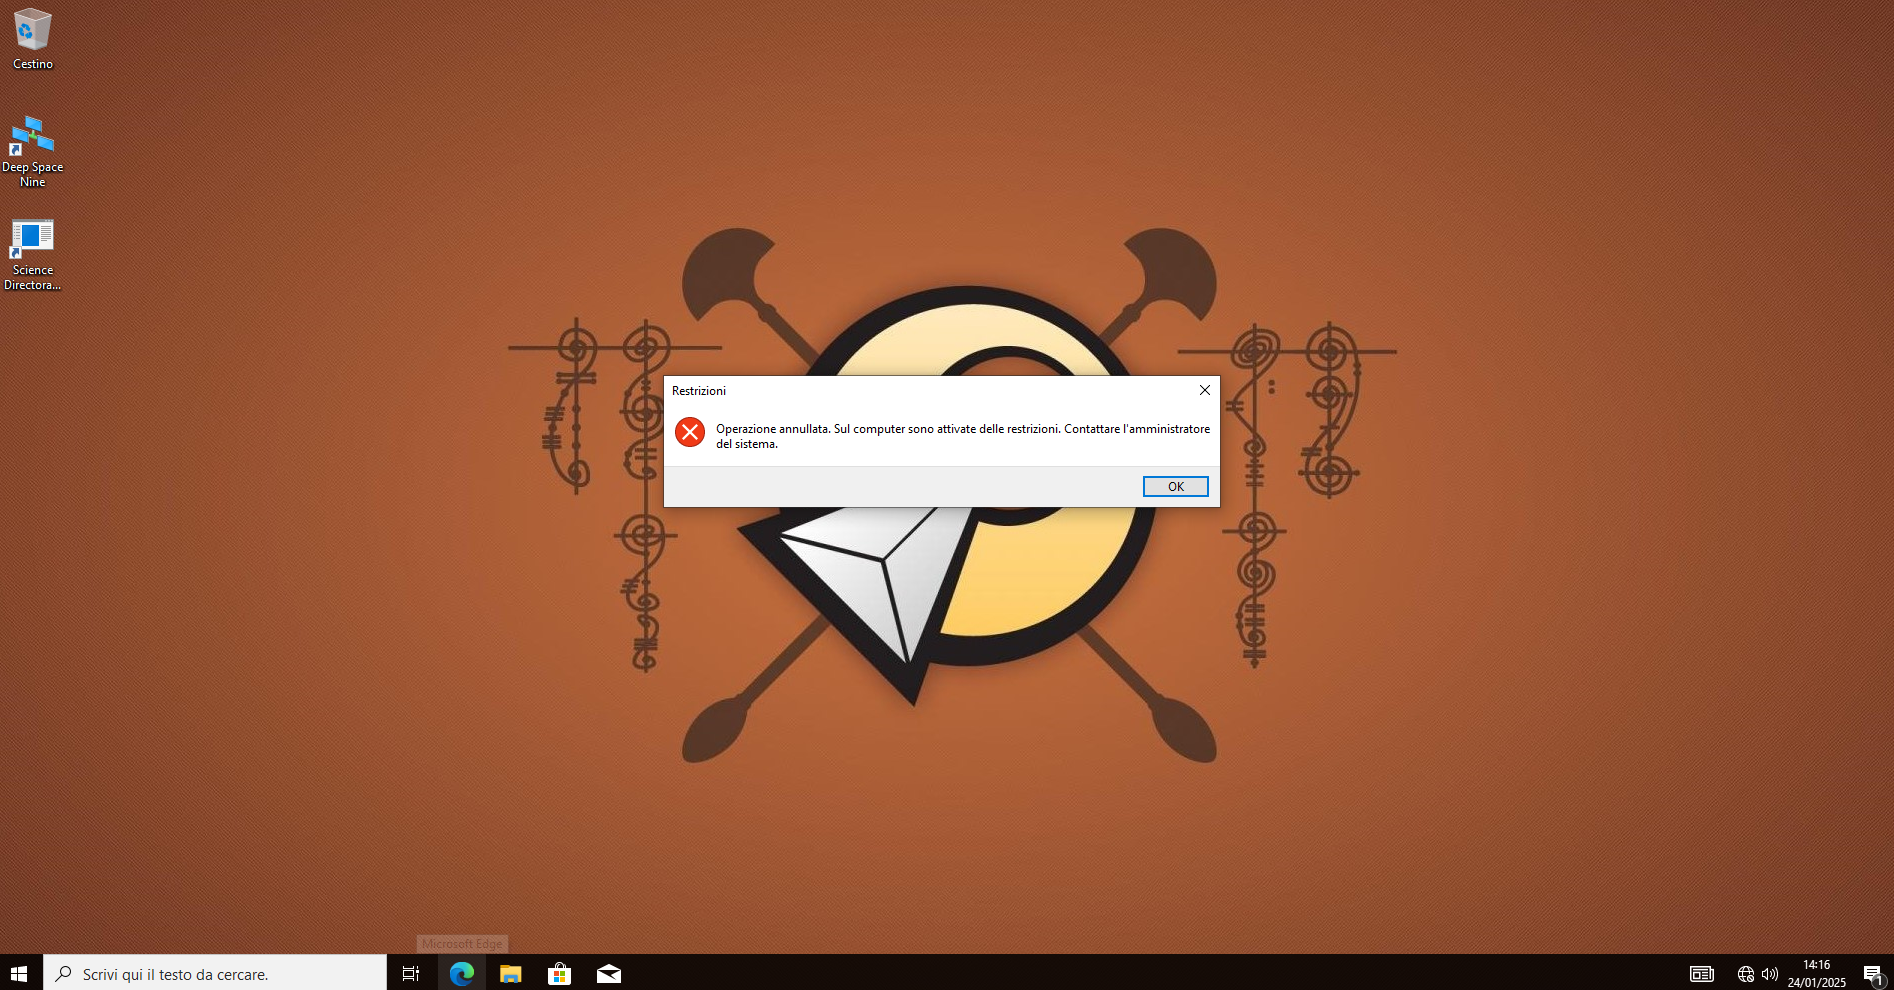 Cestino
Deep Space
Nine
Science
Directora...
Restrizioni
Operazione annullata. Sul computer sono attivate delle restrizioni. Contattare l'amministratore
del sistema.
OK
Microsoft Edge
Scrivi qui il testo da cercare.
14:16
24/01/2025
1